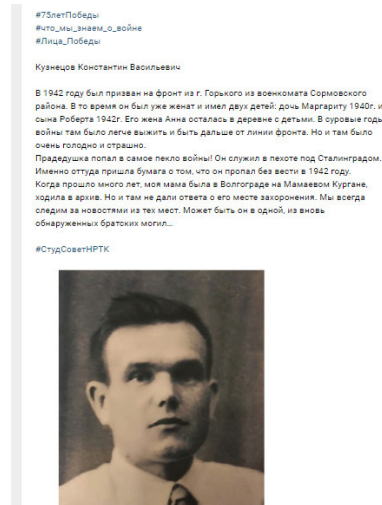 #75летПобеды
#что_мы_знаем_о_войне
#Лица_Победы
Кузнецов Константин Васильевич
В 1942 году был призван на фронт из г. Горького из военкомата Сормовского
района. В то время он был уже женат и имел двух детей: дочь Маргариту 1940г. и
сына Роберта 1942г. Его жена Анна осталась в деревне с детьми. В суровые годы
войны там было легче выжить и быть дальше от линии фронта. Но и там было
очень голодно и страшно.
Прадедушка попал в самое пекло войны! Он служил в пехоте под Сталинградом.
Именно оттуда пришла бумага о том, что он пропал без вести в 1942 году.
Когда прошло много лет, моя мама была в Волгограде на Мамаевом Кургане,
ходила в архив. Но и там не дали ответа о его месте захоронения. Мы всегда
следим за новостями из тех мест. Может быть он в одной, из вновь
обнаруженных братских могил...
#СтудСоветНРТК